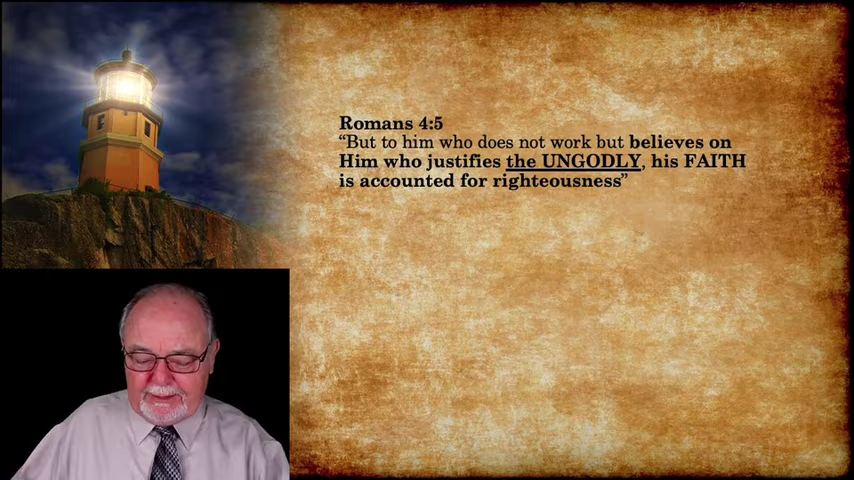 Romans 4:5
“But to him who does not work but believes on
Him who justifies the UNGODLY, his FAITH
is accounted for righteousness”